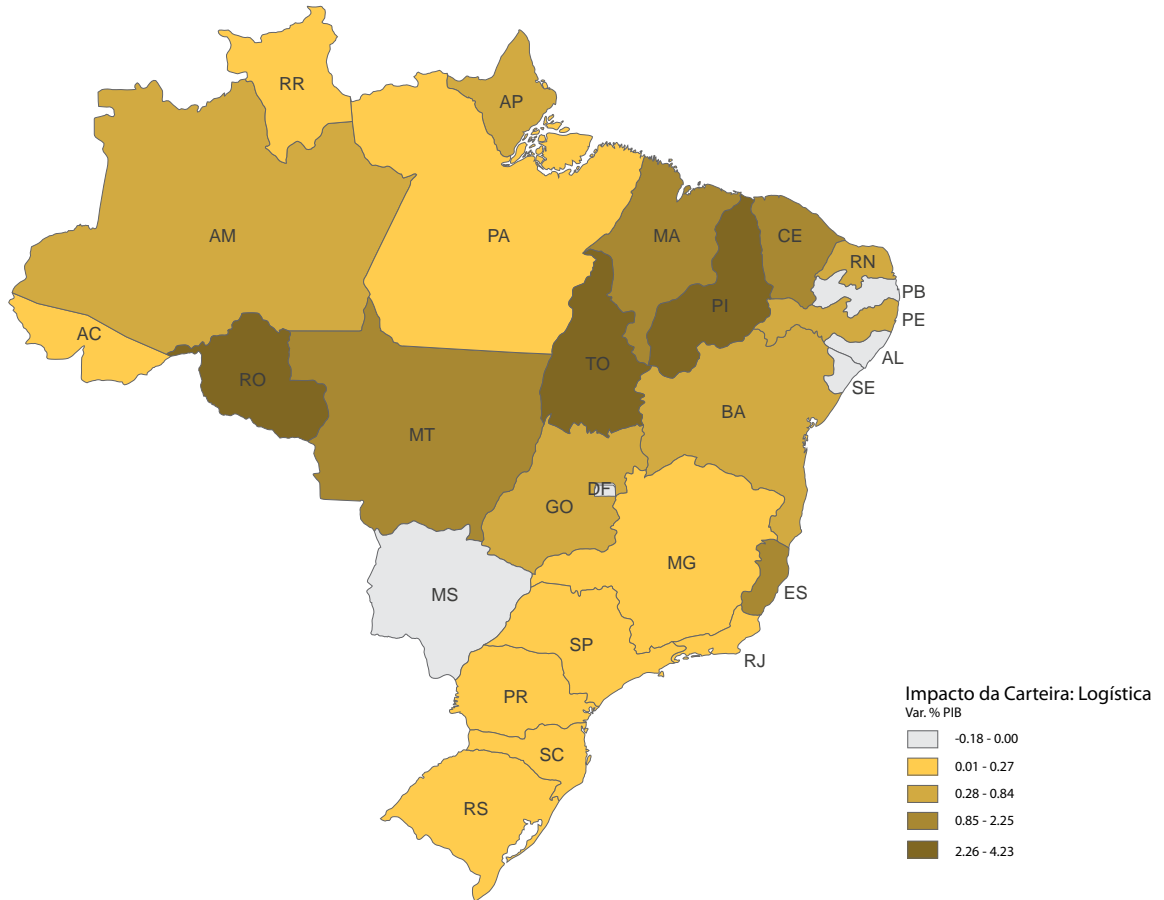 RR
AP
AM
PA
MA
CE
RN
PB
PE
PI
AC
AL
TO
RO
SE
BA
MT
DF
GO
MG
MS
ES
SP
RJ
PR
SC
RS
Impacto da Carteira: Logística
Var. % PIB
-0.18 - 0.00
0.01 - 0.27
0.28 - 0.84
0.85 - 2.25
2.26 - 4.23